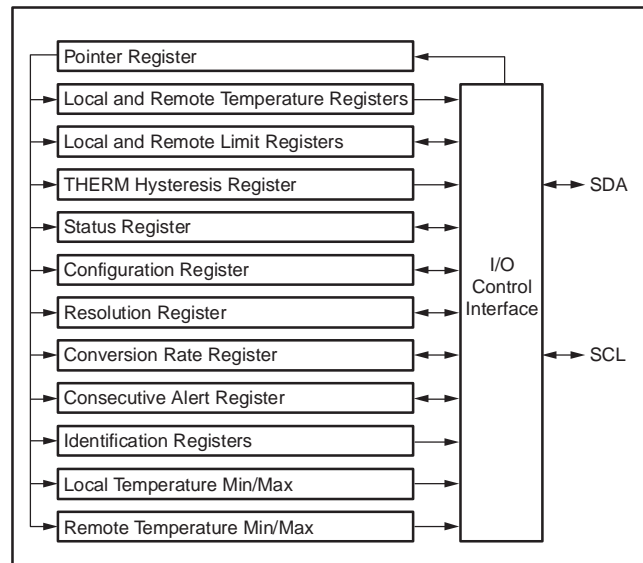 Pointer Register
Local and Remote Temperature Registers
Local and Remote Limit Registers
THERM Hysteresis Register
Status Register
Configuration Register
Resolution Register
Conversion Rate Register
Consecutive Alert Register
Identification Registers
Local Temperature Min/Max
Remote Temperature Min/Max
I/O
Control
Interface
SDA
SCL